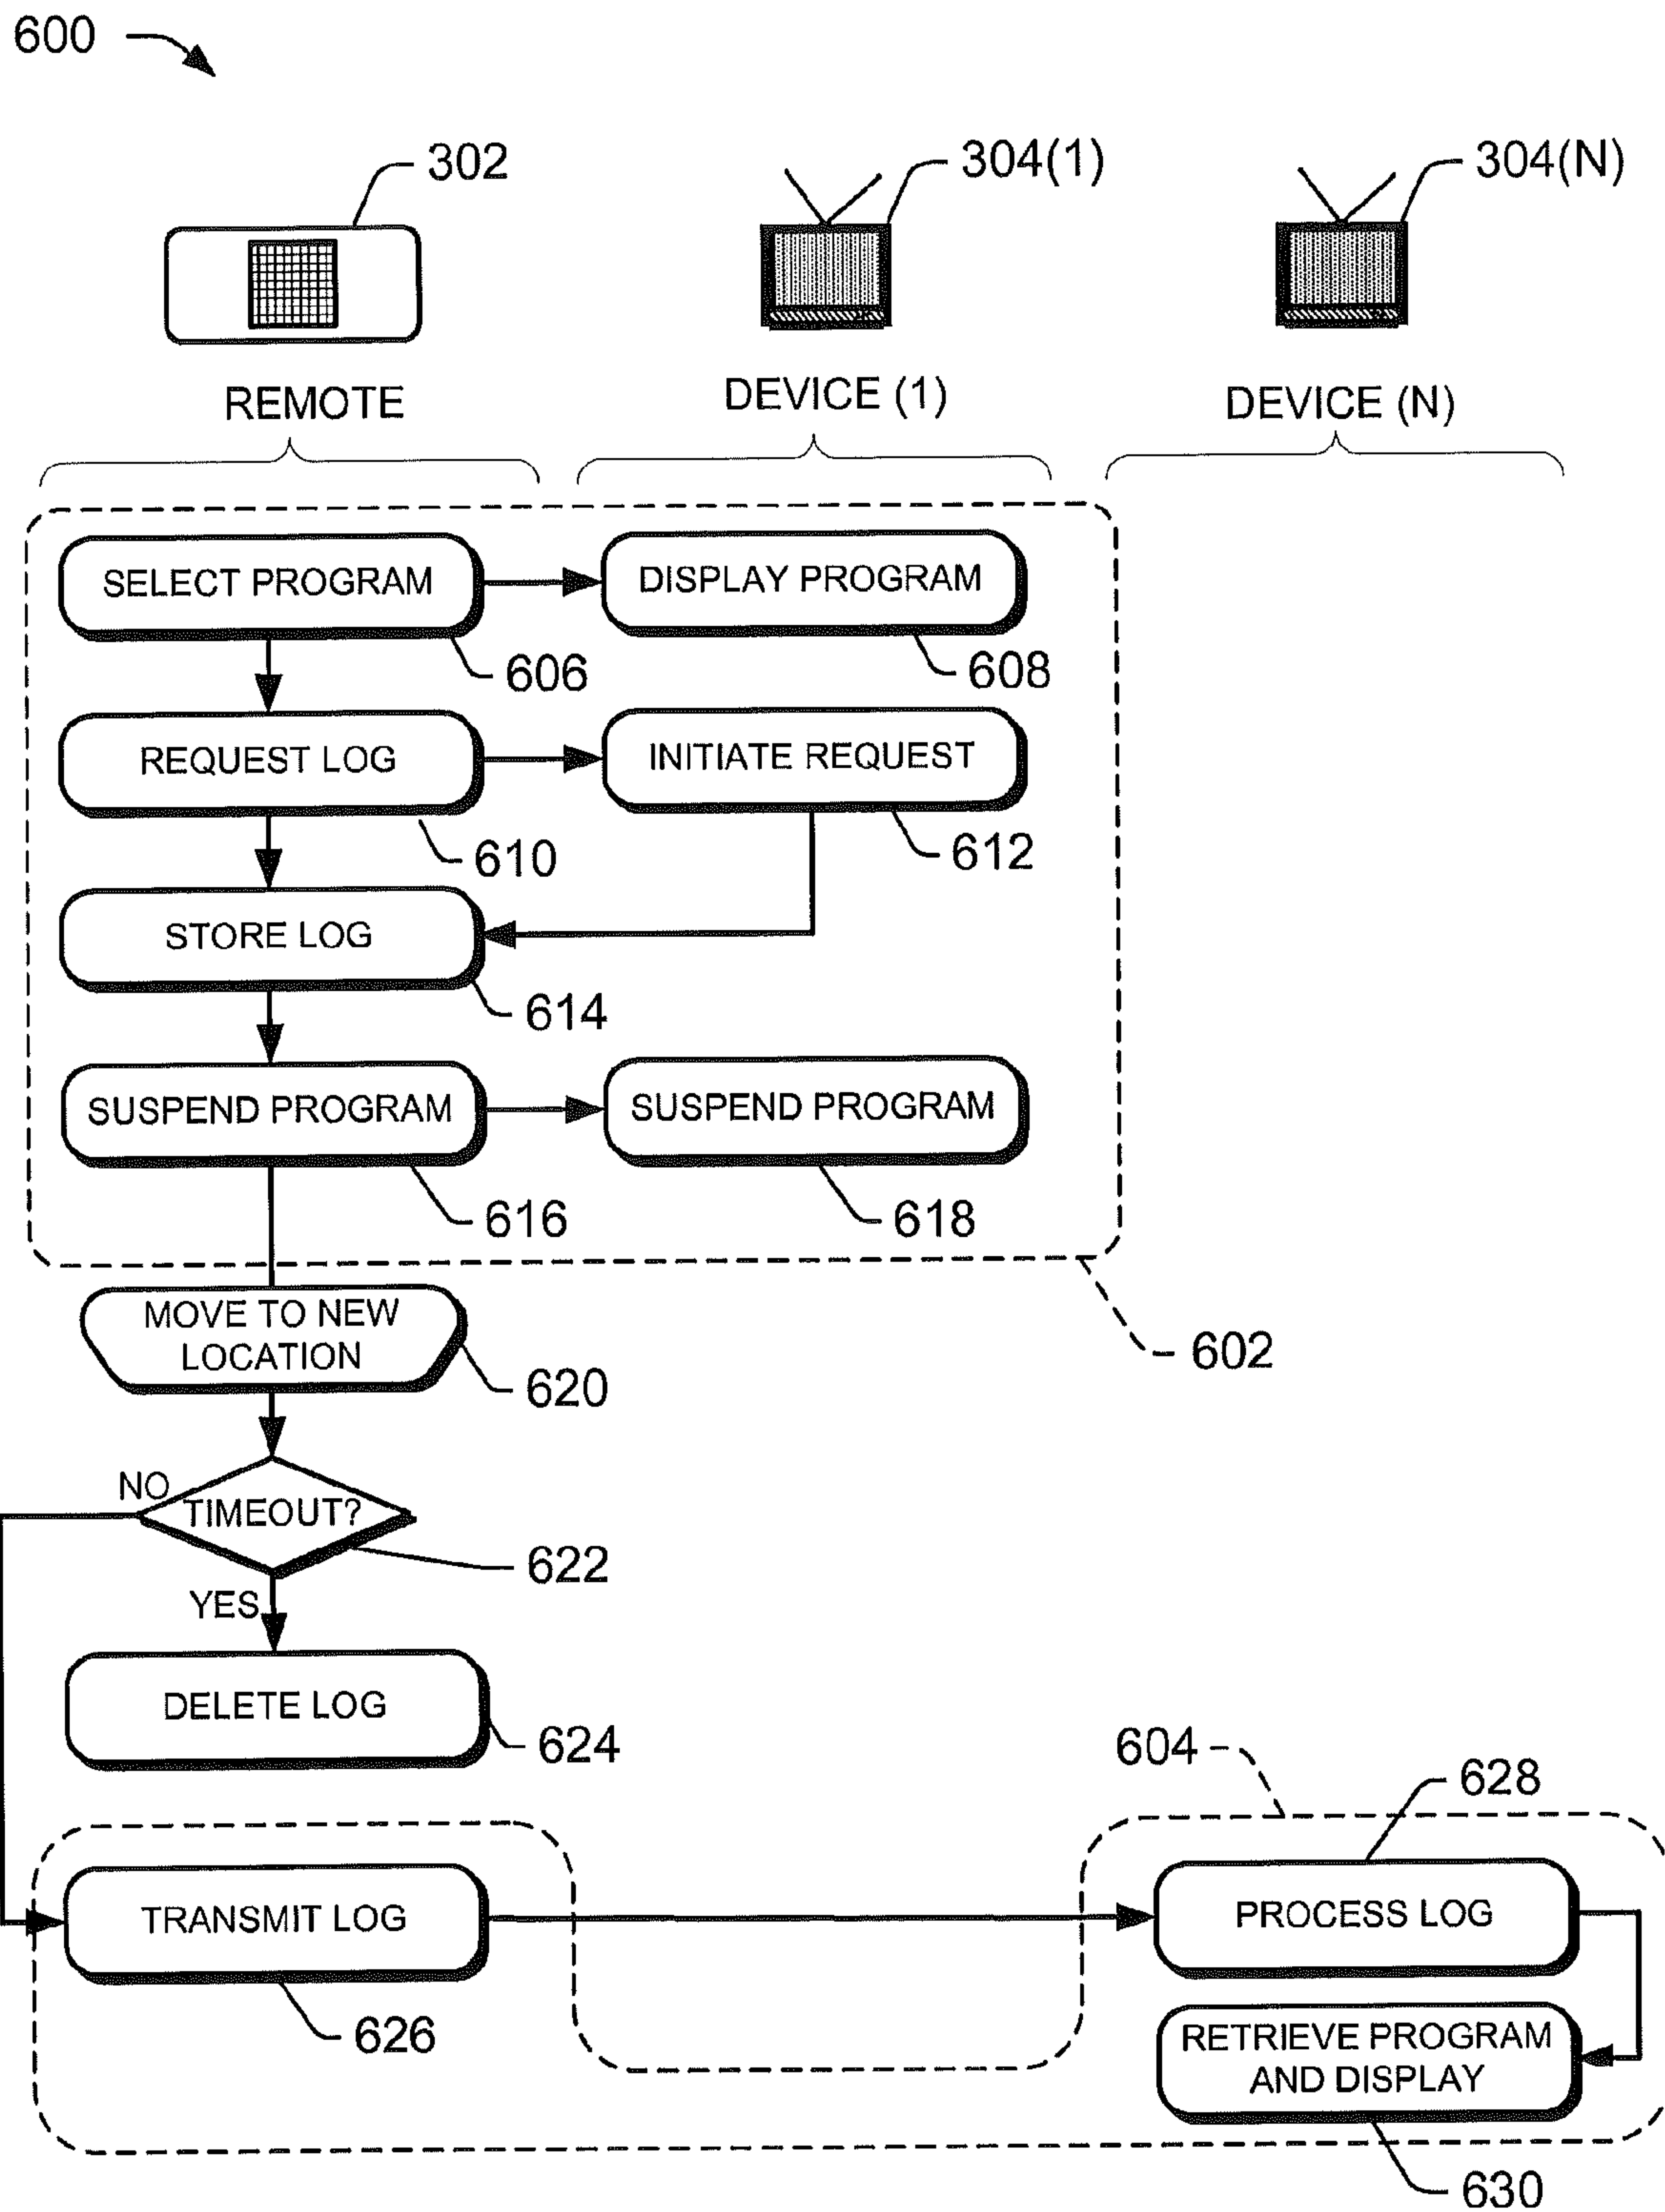 600
302
304(1)
304(N)
REMOTE
DEVICE (1)
DEVICE (N)
SELECT PROGRAM
DISPLAY PROGRAM
606
608
REQUEST LOG
INITIATE REQUEST
610
612
STORE LOG
614
SUSPEND PROGRAM
SUSPEND PROGRAM
616
618
MOVE TO NEW
LOCATION
602
620
NO
TIMEOUT?
622
YES
DELETE LOG
624
604
628
TRANSMIT LOG
PROCESS LOG
626
RETRIEVE PROGRAM
AND DISPLAY
630